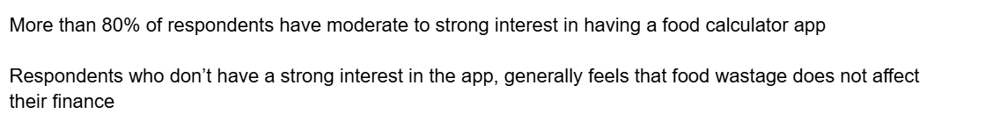 More than 80% of respondents have moderate to strong interest in having a food calculator app
Respondents who don’t have a strong interest in the app, generally feels that food wastage does not affect
their finance